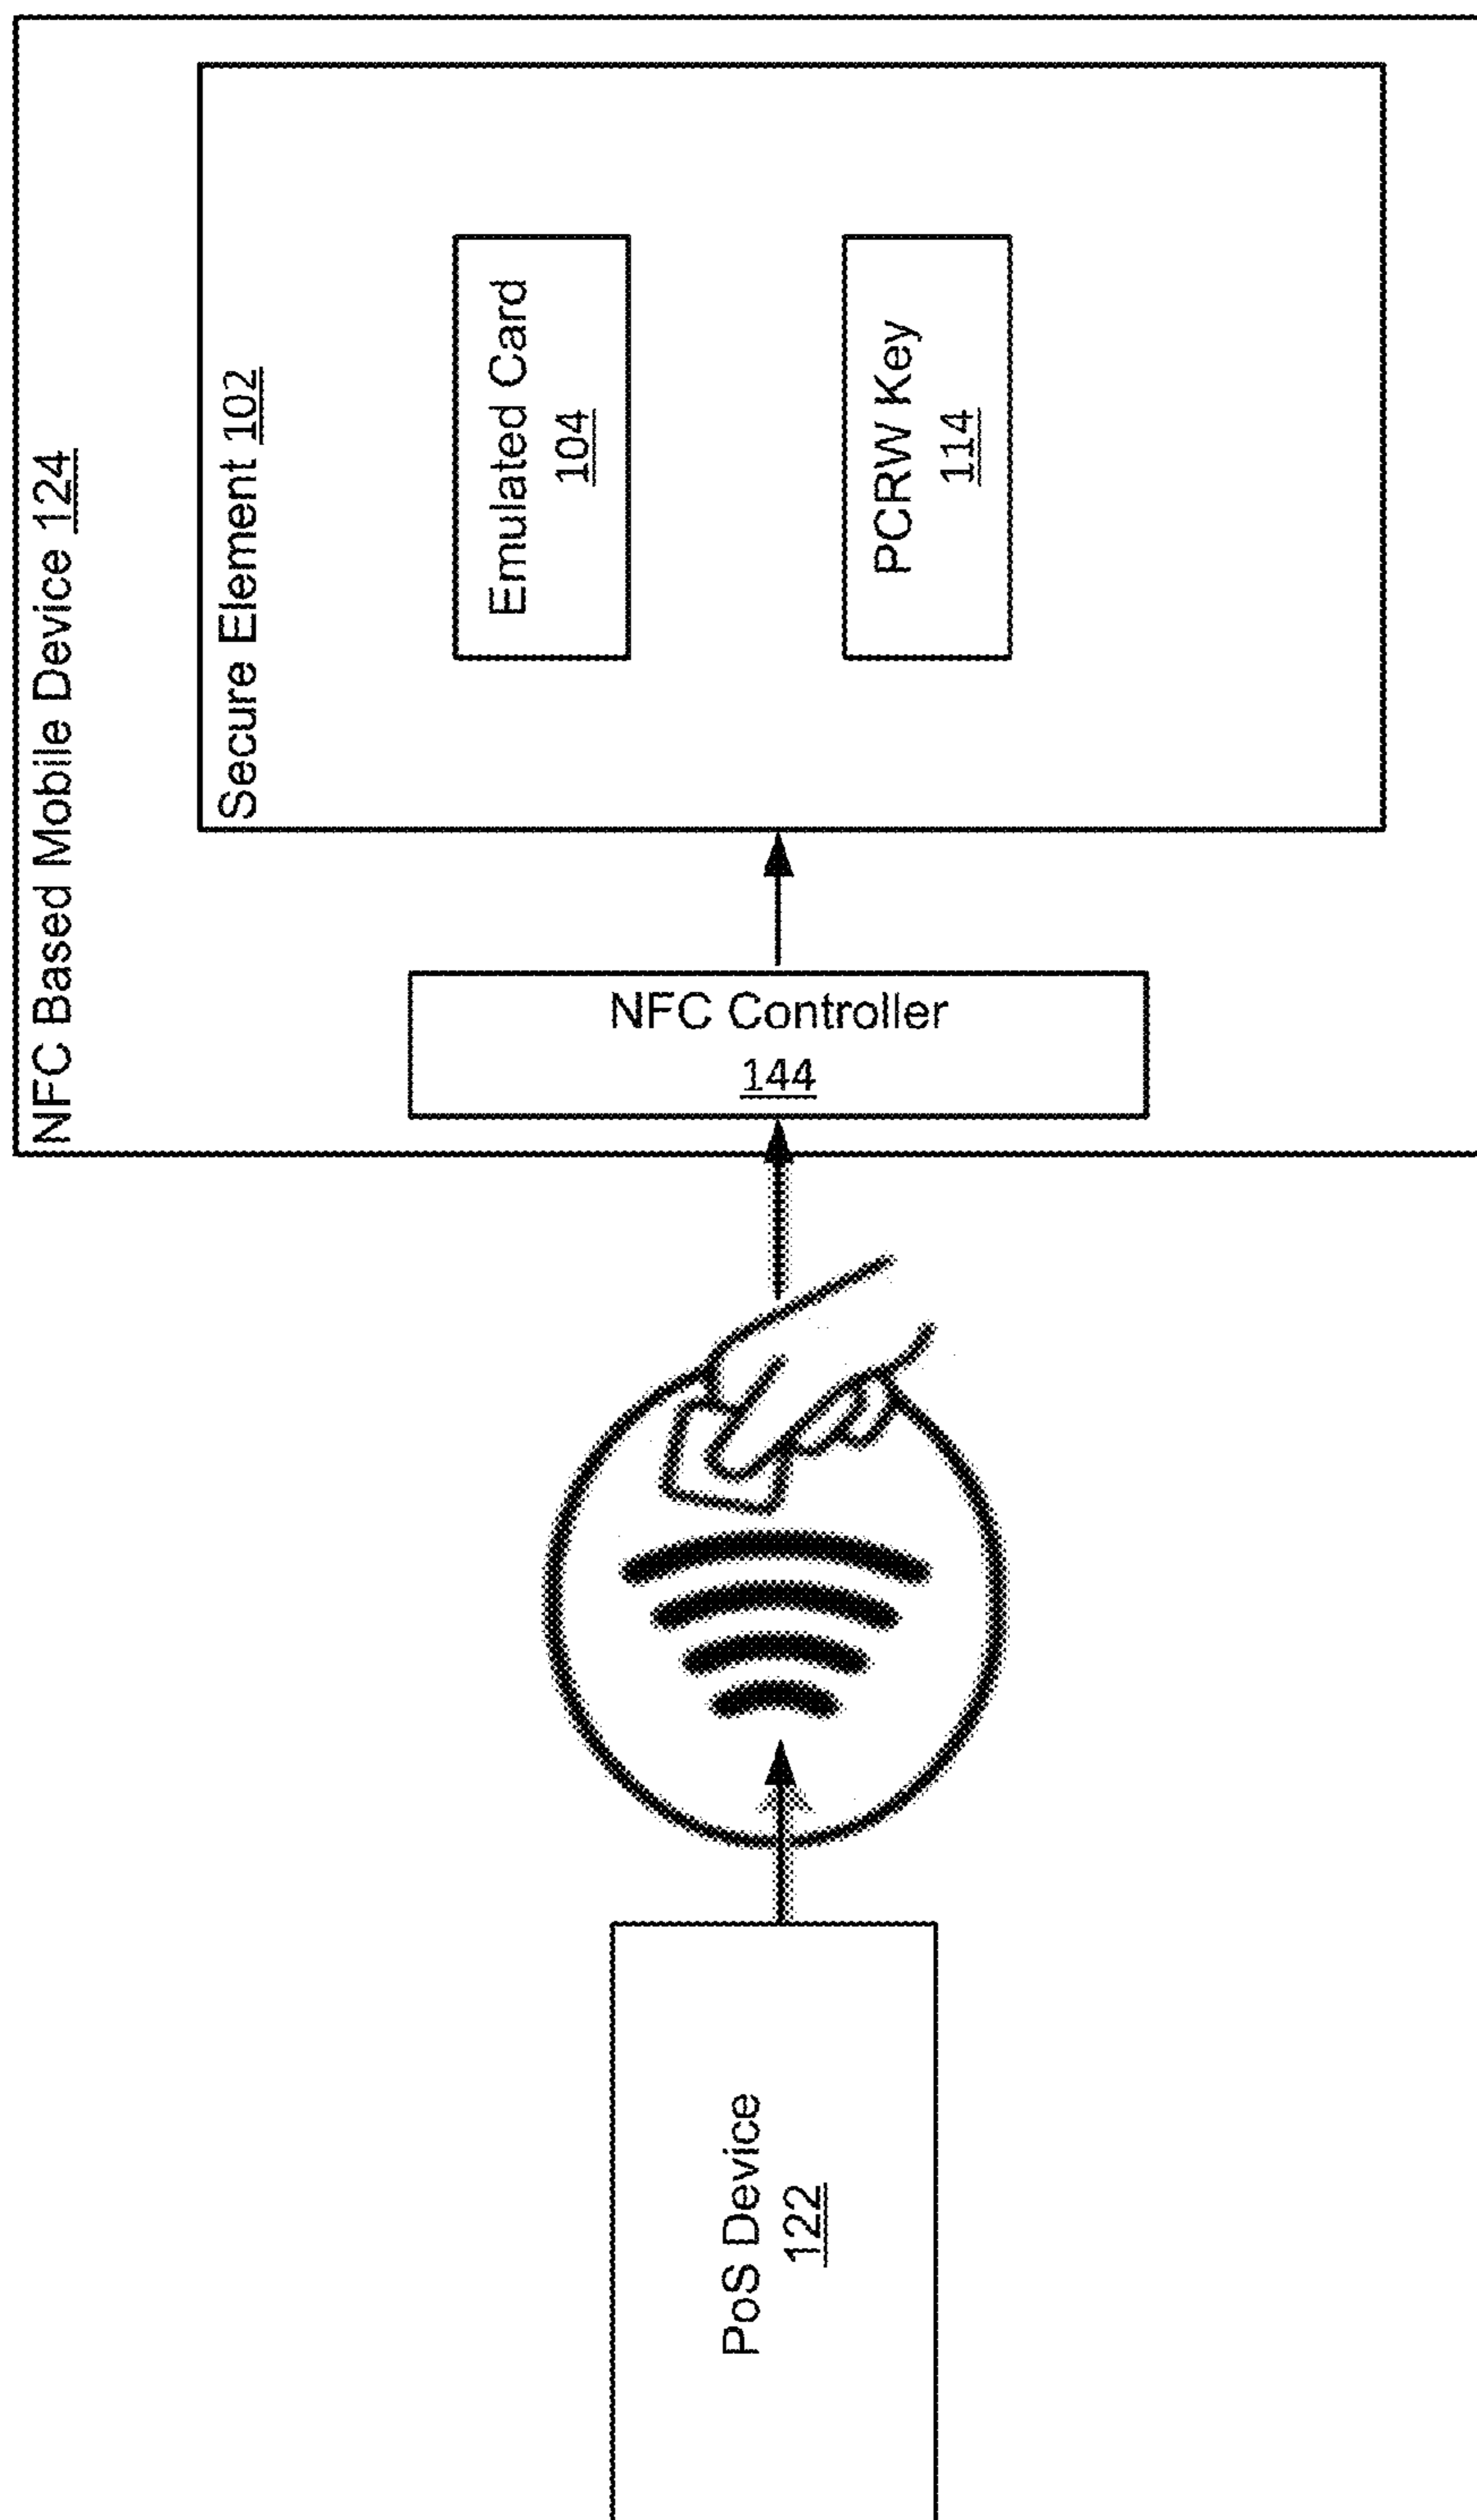 NFC Based Mobile Device 124
Secure Element 102
Emulated Card
104
PCRW Key
114
NFC Controller
144
PoS Device
122